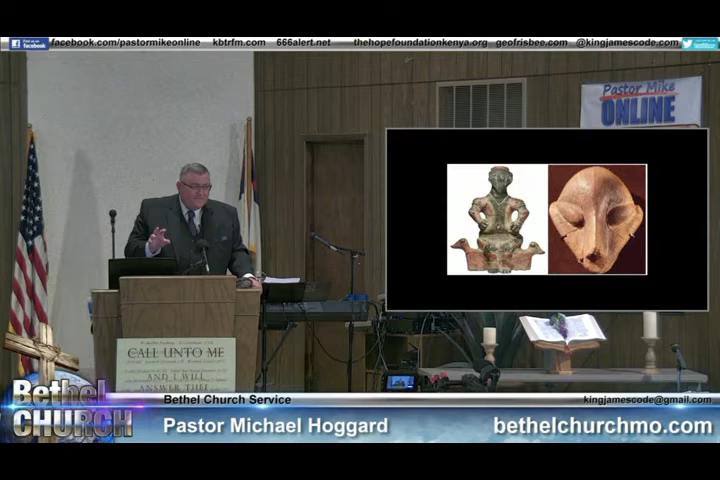 facebook.com/pastormikeonline kbtrfm.com 666alert.net thehopefoundationkenya.org geofrisbee.com @kingjamescode.com
Pastor Mike
ONLINE
CALL UNTO ME
AND I WILL
ANSWER THEE
Bethel Church Service kingjamescode@gmail.com
Bethel
CHURCH
Pastor Michael Hoggard bethelchurchmo.com